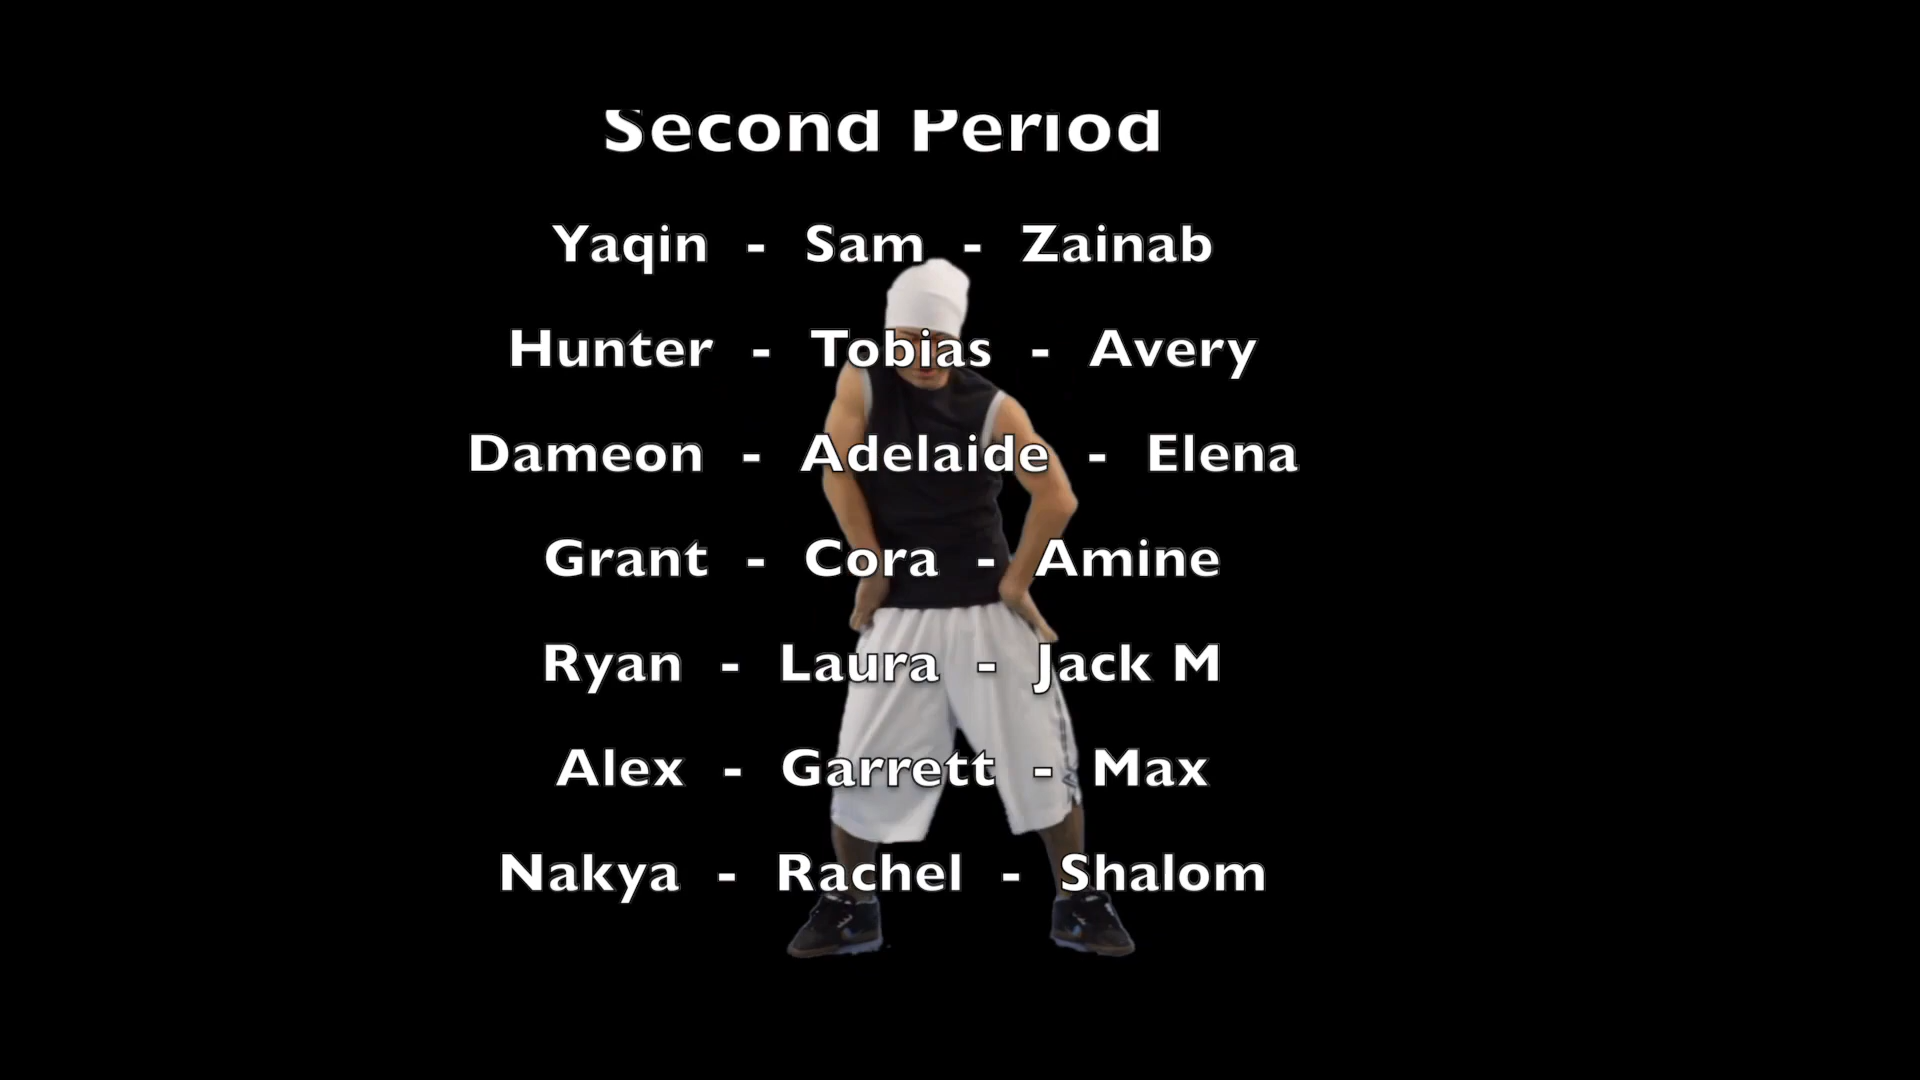 Second Period
Yaqin - Sam - Zainab
Hunter - Tobias - Avery
Dameon - Adelaide - Elena
Grant - Cora - Amine
Ryan - Laura - Jack M
Alex - Garrett - Max
Nakya - Rachel - Shalom